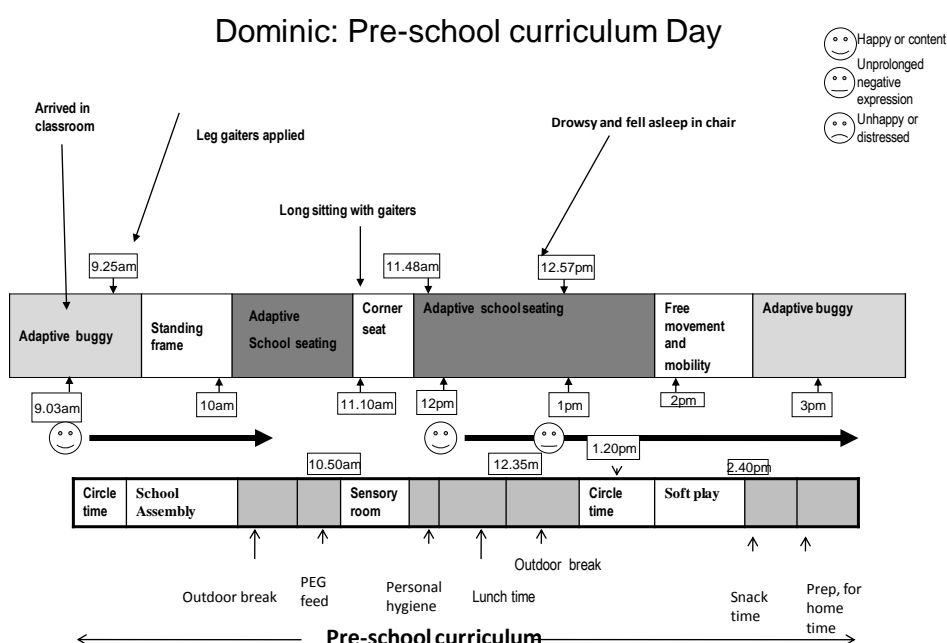 Dominic: Pre-school curriculum Day
Happy or content
Unprolonged
negative
expression
Unhappy or
distressed
Arrived in
classroom
Leg gaiters applied
Drowsy and fell asleep in chair
Long sitting with gaiters
9.25am
11.48am
12.57pm
Adaptive buggy
Standing
frame
Adaptive
School seating
Corner
seat
Adaptive school seating
Free
movement
and
mobility
Adaptive buggy
9.03am
10am
11.10am
12pm
1pm
2pm
3pm
10.50am
12.35m
1.20pm
2.40pm
Circle
time
School
Assembly
Sensory
room
Circle
time
Soft play
Outdoor break
PEG
feed
Personal
hygiene
Lunch time
Outdoor break
Snack
time
Prep, for
home
time
Pre-school curriculum